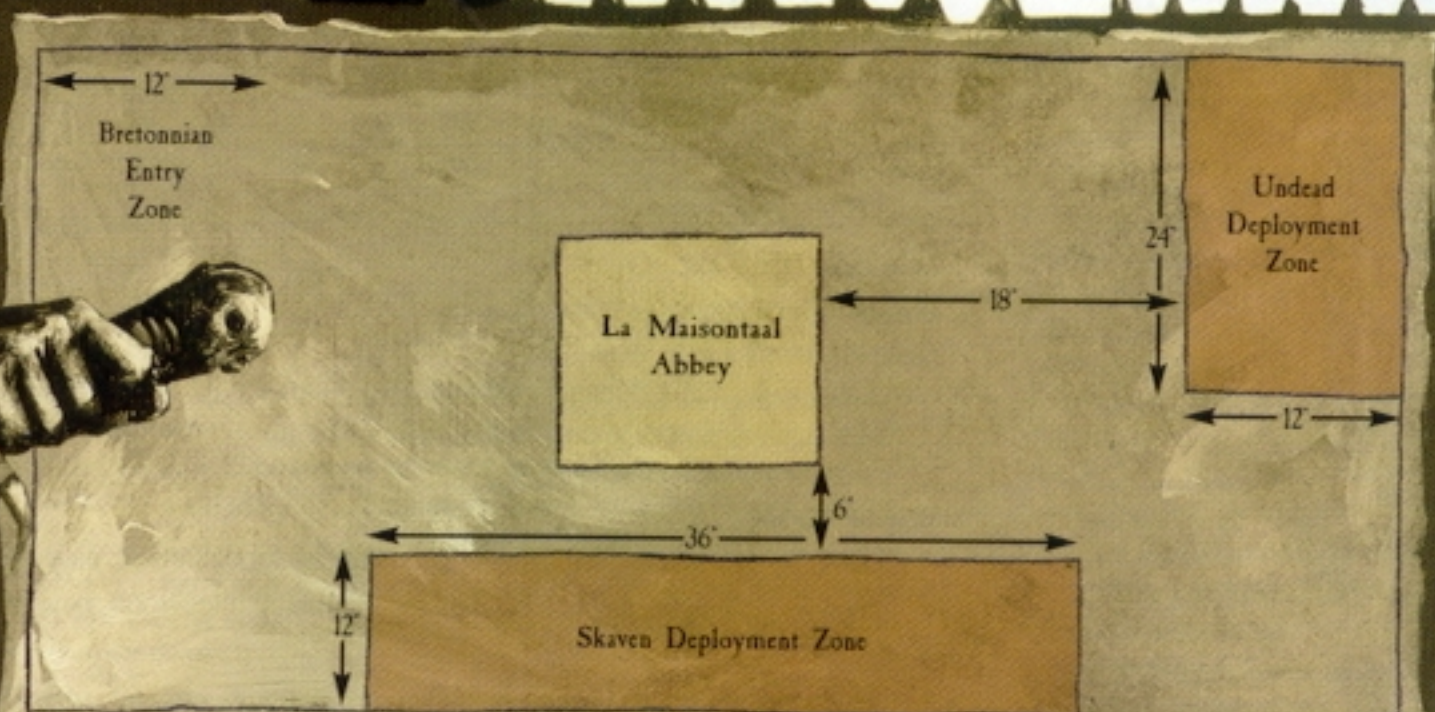 12"
Bretonnian
Entry
Zone
Undead
Deployment
Zone
24"
18"
La Maisontaal
Abbey
12"
6"
36"
12"
Skaven Deployment Zone